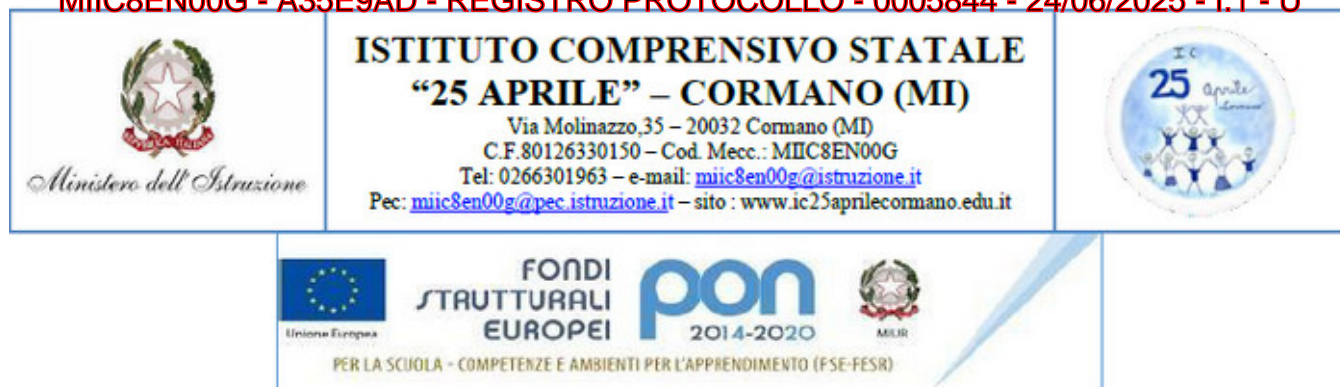 MIIC8EN00G - A35E9AD - REGISTRO PROTOCOLLO - 0005844 - 24/06/2025 - I.1 - U
ISTITUTO COMPRENSIVO STATALE
“25 APRILE” – CORMANO (MI)
Via Molinazzo,35 – 20032 Cormano (MI)
C.F.80126330150 – Cod. Mecc.: MIIC8EN00G
Tel: 0266301963 – e-mail: miic8en00g@istruzione.it
Pec: miic8en00g@pec.istruzione.it – sito : www.ic25aprilecormano.edu.it
Ministero dell'Istruzione
I C
25 aprile
Cormano
FONDI
STRUTTURALI
EUROPEI
pon
2014-2020
Unione Europea
MIUR
PER LA SCUOLA - COMPETENZE E AMBIENTI PER L'APPRENDIMENTO (FSE-FESR)